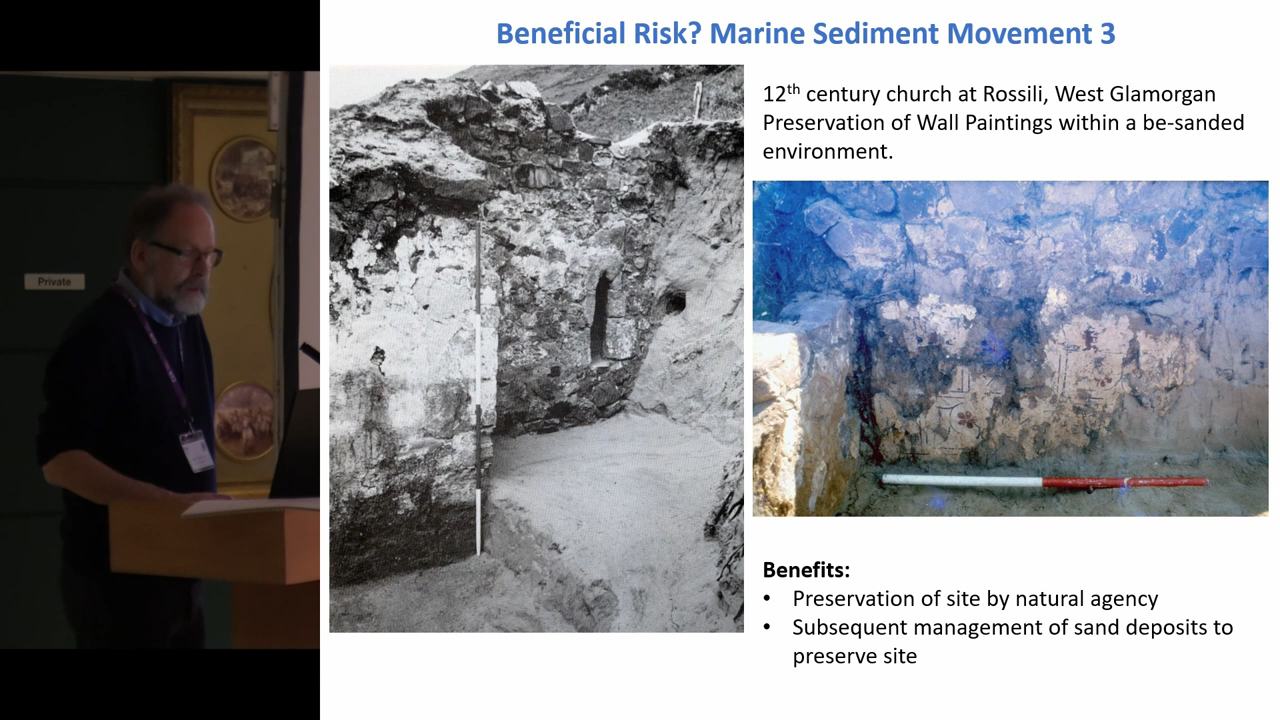 Beneficial Risk? Marine Sediment Movement 3
12th century church at Rossili, West Glamorgan
Preservation of Wall Paintings within a be-sanded
environment.
Private
Benefits:
• Preservation of site by natural agency
• Subsequent management of sand deposits to
preserve site